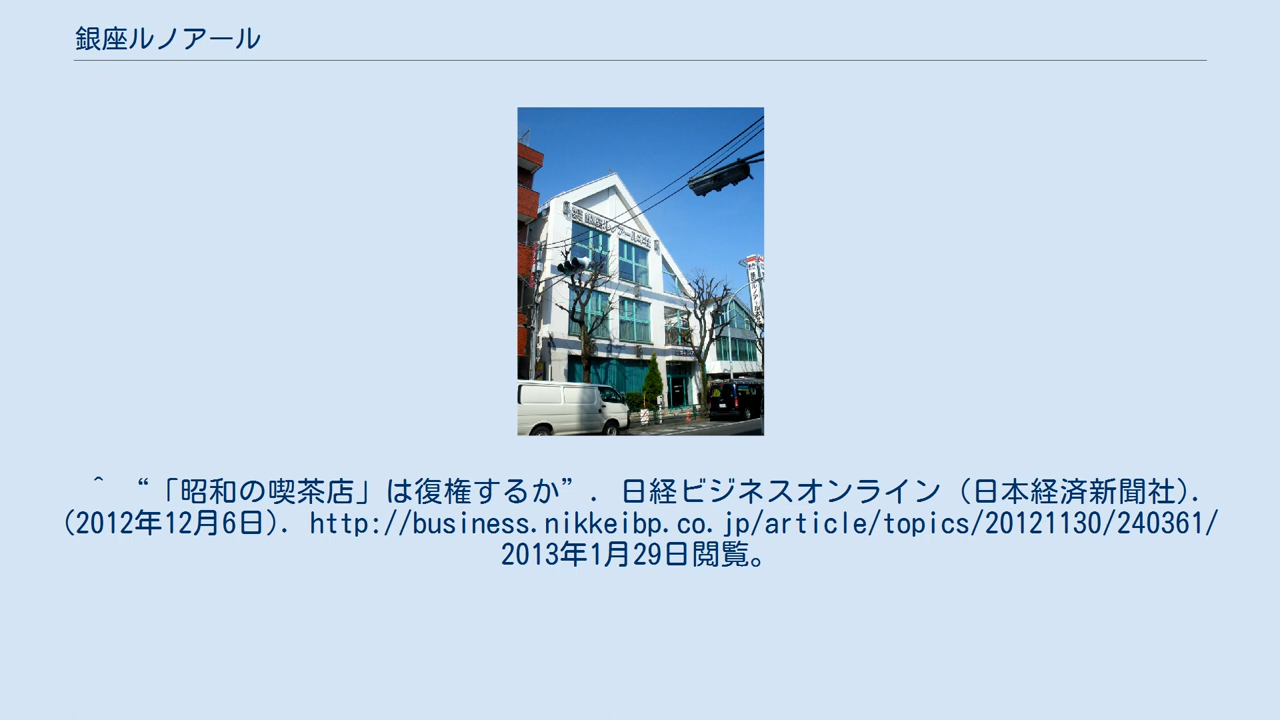 銀座ルノアール
^ “「昭和の喫茶店」は復権するか”. 日経ビジネスオンライン (日本経済新聞社).
(2012年12月6日). http://business.nikkeibp.co.jp/article/topics/20121130/240361/
2013年1月29日閲覧。